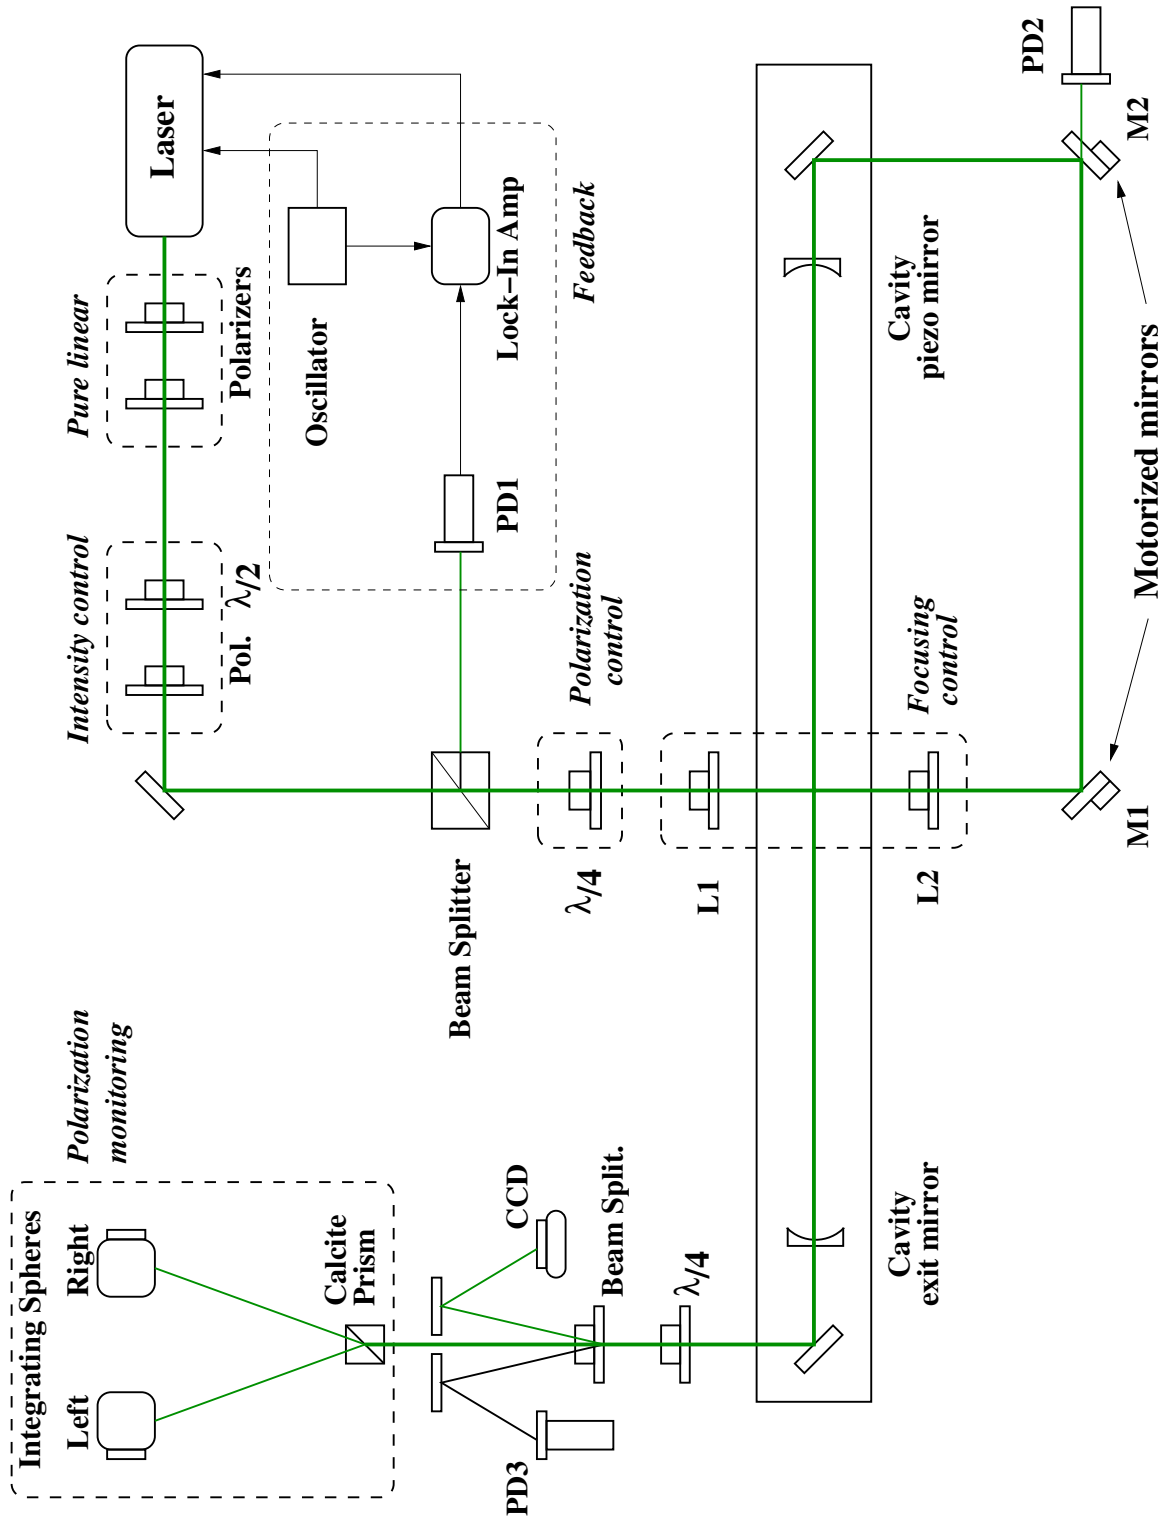 Integrating Spheres
Left
Right
Polarization
monitoring
Calcite
Prism
PD3
CCD
Beam Split.
λ/4
Cavity
exit mirror
Intensity control
Pol.
λ/2
Pure linear
Polarizers
Laser
Oscillator
Lock-In Amp
PD1
Feedback
Beam Splitter
Polarization
control
λ/4
L1
L2
Focusing
control
Cavity
piezo mirror
M1
M2
PD2
Motorized mirrors